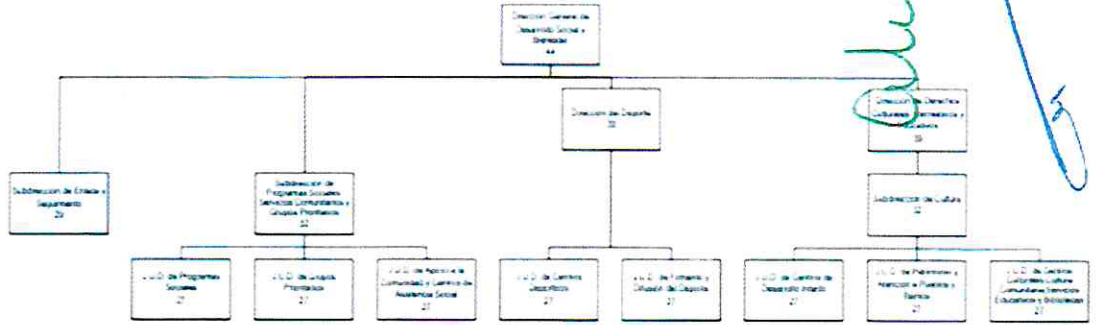 Dirección General de
Desarrollo Social y
Bienestar
44
Dirección de Deporte
Dirección de Derechos
Culturales, Recreativos y
Educativos
39
Subdirección de Enlace y
Seguimiento
29
Subdirección de
Programas Sociales
Servicios Comunitarios y
Grupos Prioritarios
32
Subdirección de Cultura
32
J.U.D. de Programas
Sociales
27
J.U.D. de Grupos
Prioritarios
27
J.U.D. de Apoyo a la
Comunidad y Centros de
Asistencia Social
27
J.U.D. de Centros
Deportivos
27
J.U.D. de Fomento y
Difusión del Deporte
27
J.U.D. de Centros de
Desarrollo Infantil
27
J.U.D. de Patrimonio y
Atención a Pueblos y
Barrios
27
J.U.D. de Centros
Culturales, Cultura
Comunitaria, Servicios
Educativos y Bibliotecas
27